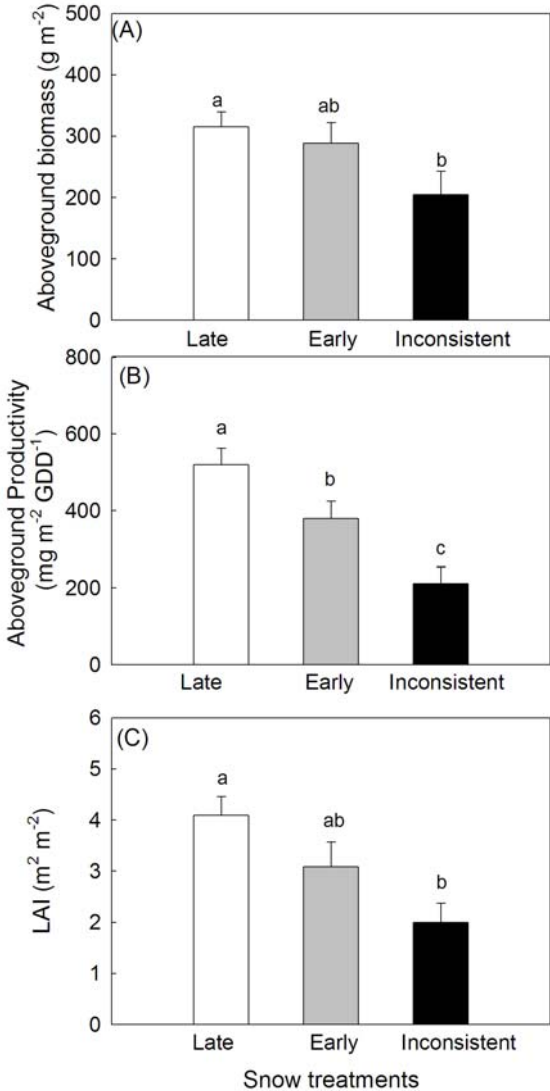 (A)
Aboveground biomass (g m⁻²)
500
400
300
200
100
0
a
ab
b
Late Early Inconsistent
(B)
Aboveground Productivity
(mg m⁻² GDD⁻¹)
800
600
400
200
0
a
b
c
Late Early Inconsistent
(C)
LAI (m² m⁻²)
6
5
4
3
2
1
0
a
ab
b
Late Early Inconsistent
Snow treatments